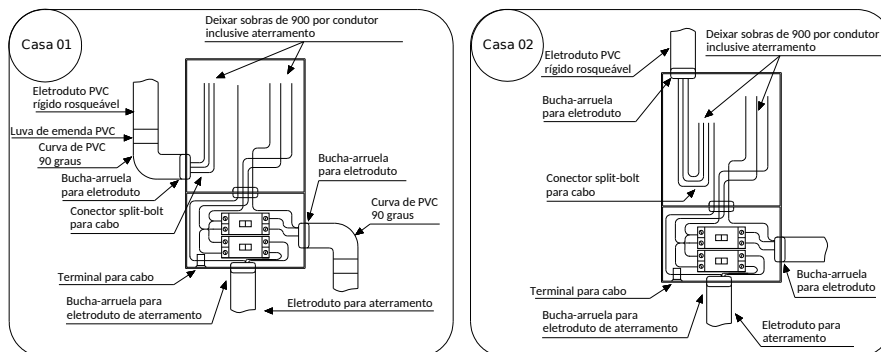 Casa 01
Deixar sobras de 900 por condutor
inclusive aterramento
Eletroduto PVC
rígido rosqueável
Luva de emenda PVC
Curva de PVC
90 graus
Bucha-arruela
para eletroduto
Conector split-bolt
para cabo
Bucha-arruela
para eletroduto
Curva de PVC
90 graus
Terminal para cabo
Bucha-arruela para
eletroduto de aterramento
Eletroduto para aterramento
Casa 02
Deixar sobras de 900 por condutor
inclusive aterramento
Eletroduto PVC
rígido rosqueável
Bucha-arruela
para eletroduto
Conector split-bolt
para cabo
Bucha-arruela
para eletroduto
Terminal para cabo
Bucha-arruela para
eletroduto de aterramento
Eletroduto para
aterramento